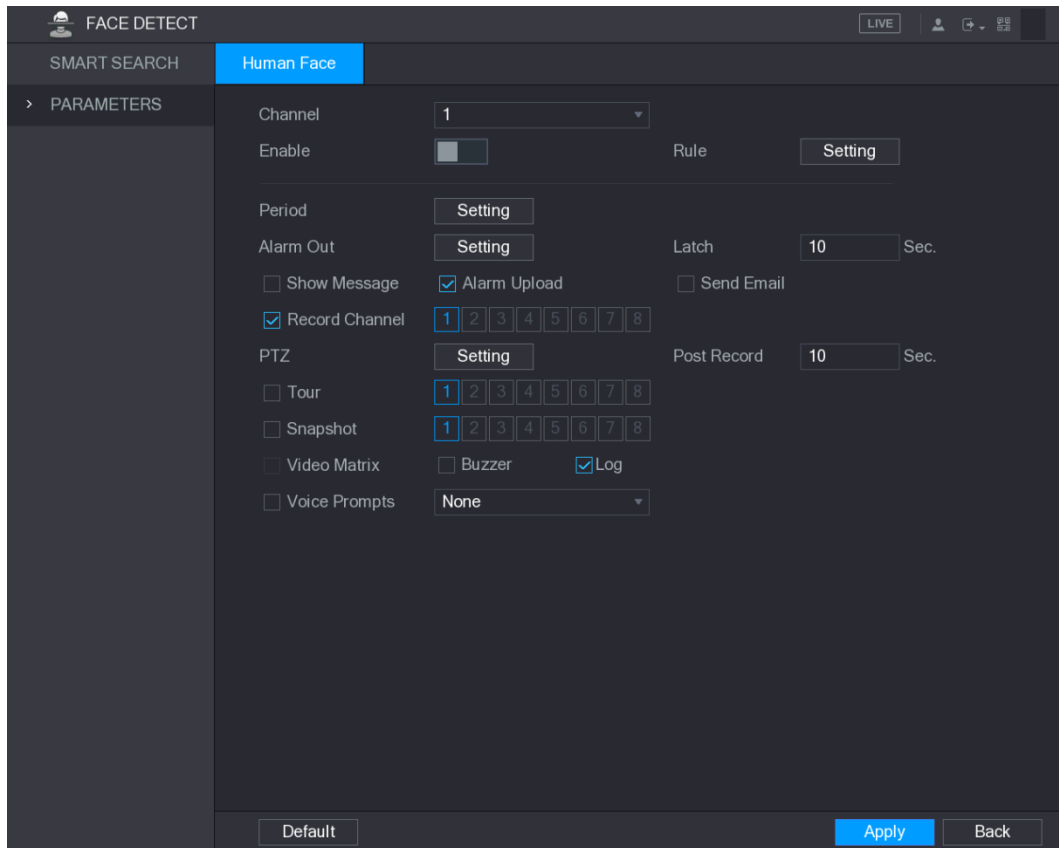 FACE DETECT LIVE
SMART SEARCH Human Face
PARAMETERS
Channel 1
Enable Rule Setting
Period Setting
Alarm Out Setting Latch 10 Sec.
Show Message Alarm Upload Send Email
Record Channel 1 2 3 4 5 6 7 8
PTZ Setting Post Record 10 Sec.
Tour 1 2 3 4 5 6 7 8
Snapshot 1 2 3 4 5 6 7 8
Video Matrix Buzzer Log
Voice Prompts None
Default Apply Back